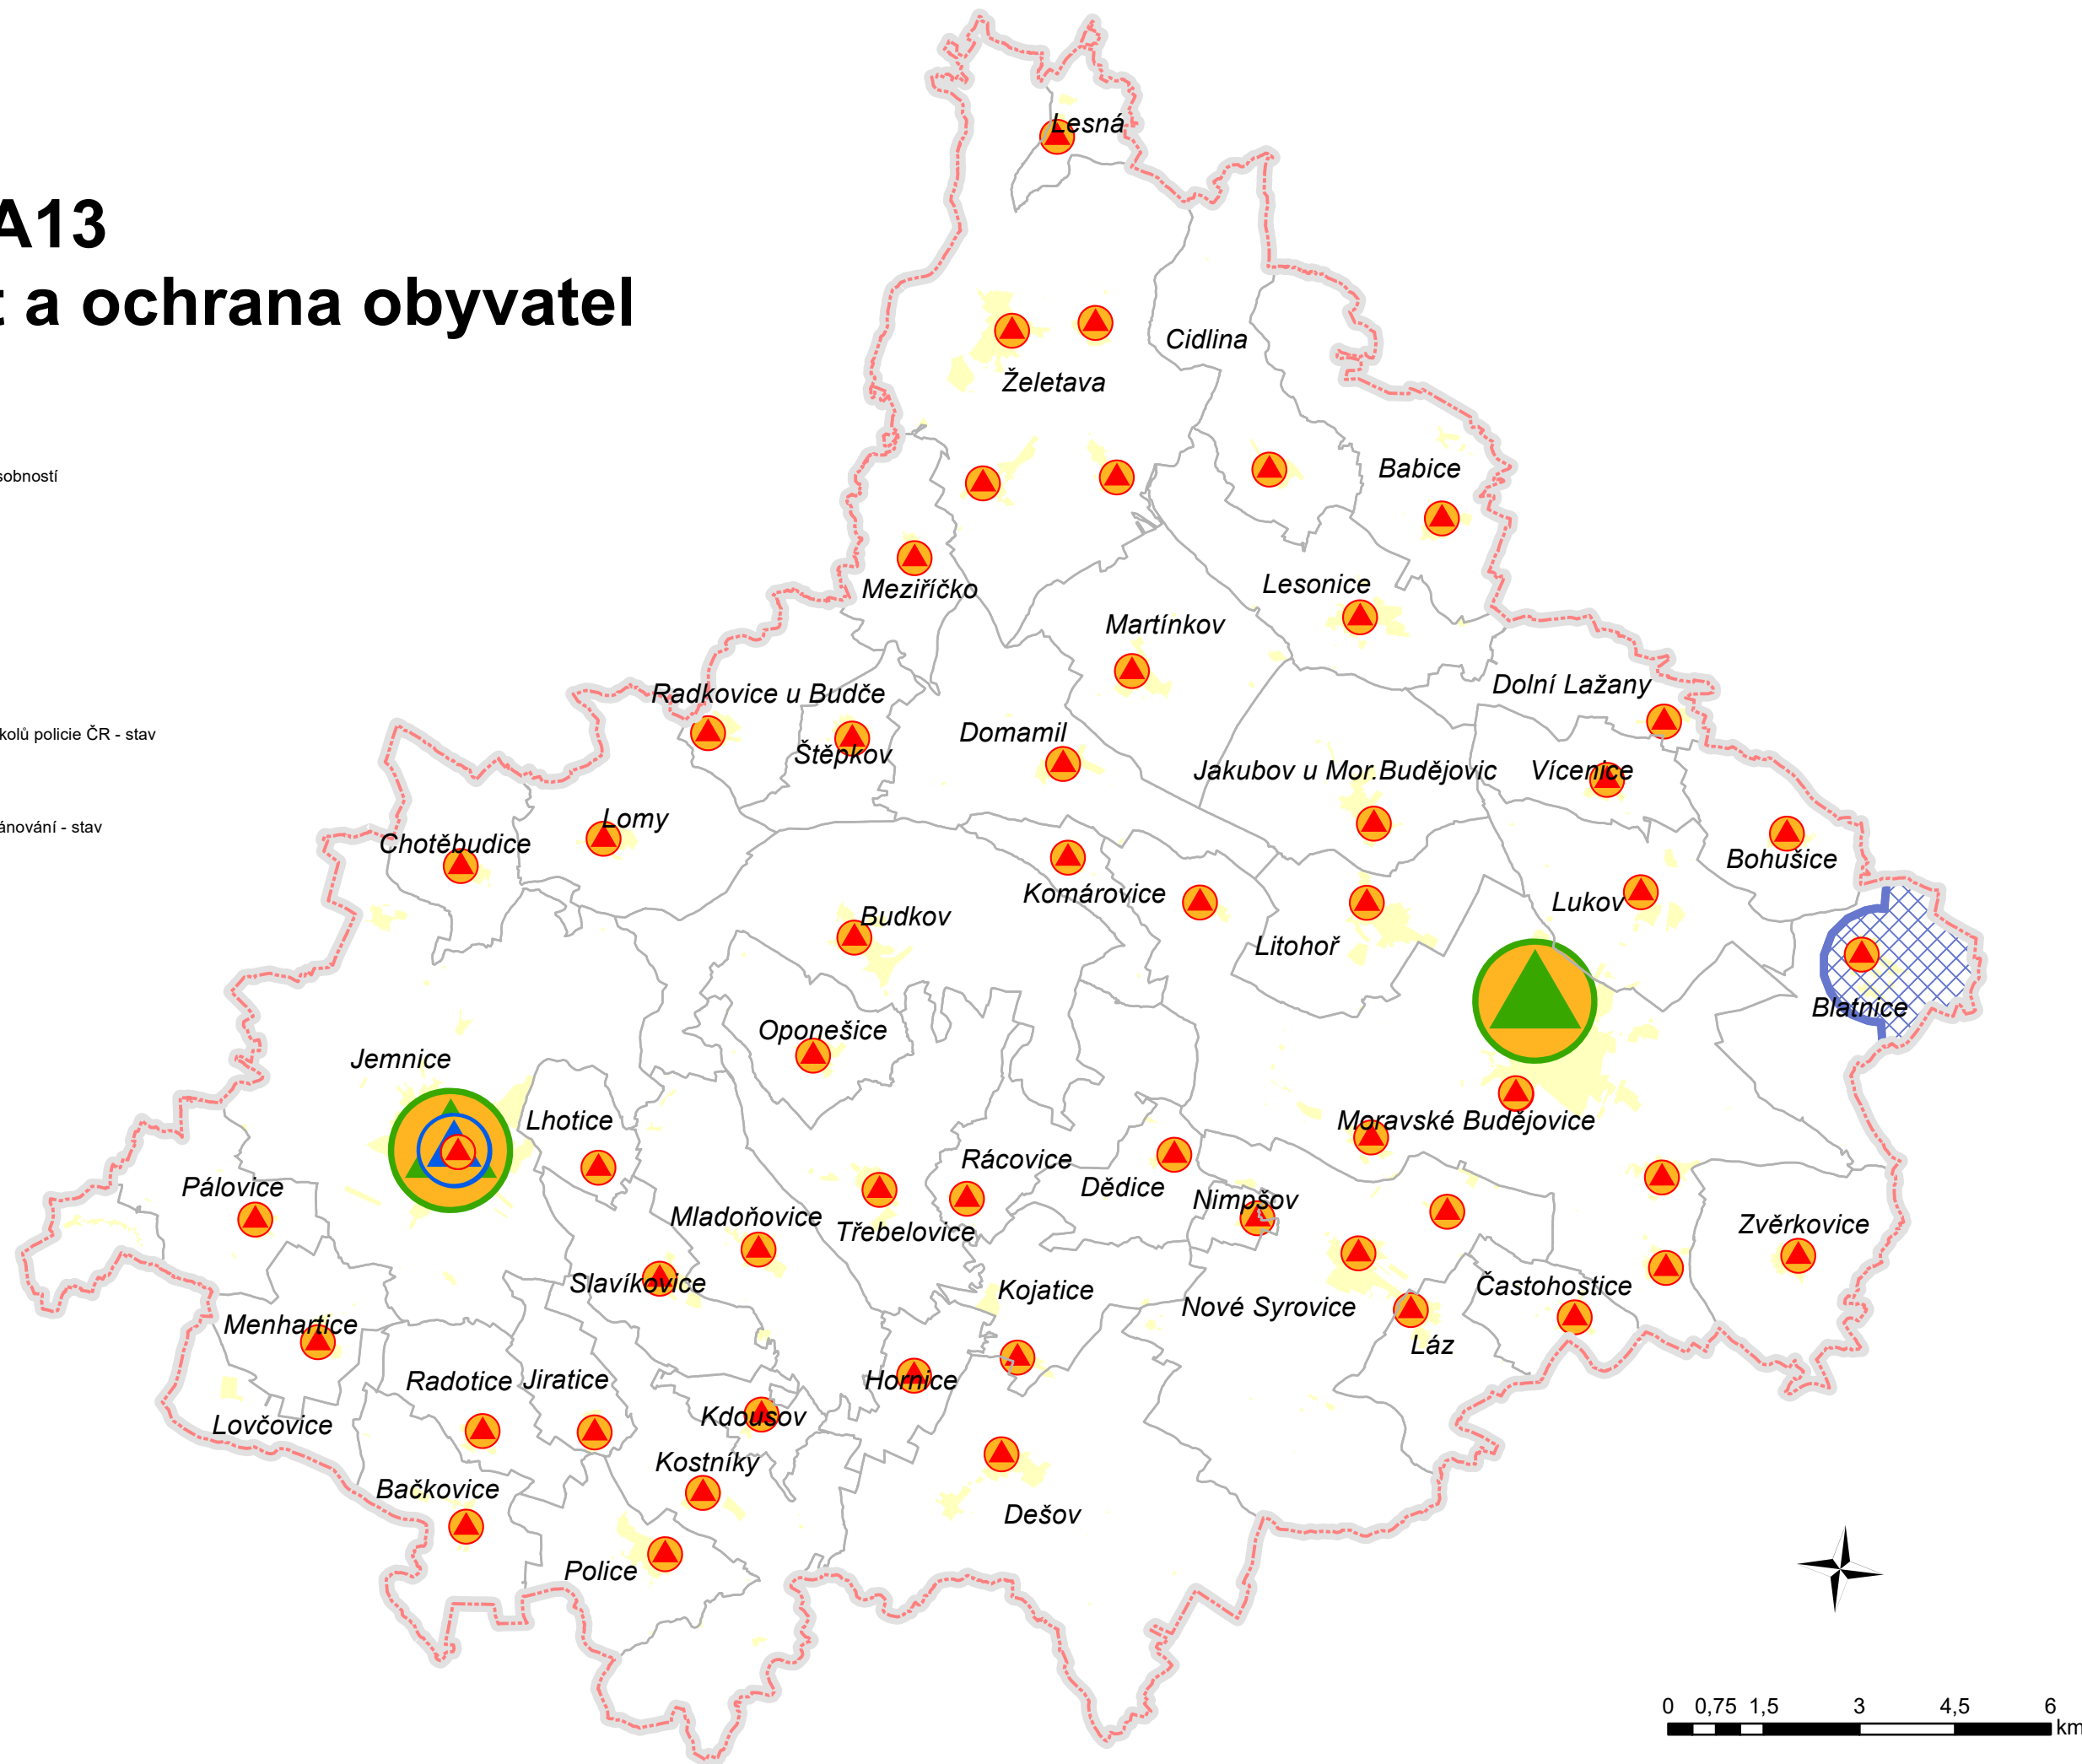 A13
t a ochrana obyvatel
sobností
kolů policie ČR - stav
ánování - stav
Lesná
Cidlina
Želetava
Babice
Meziříčko
Lesonice
Martínkov
Radkovice u Budče
Dolní Lažany
Štěpkov
Domamil
Jakubov u Mor.Budějovic
Vícenice
Lomy
Chotěbudice
Bohušice
Komárovice
Lukov
Budkov
Litohoř
Blatnice
Oponešice
Jemnice
Lhotice
Moravské Budějovice
Rácovice
Dědice
Pálovice
Nimpšov
Mladoňovice
Třebelovice
Zvěrkovice
Slavíkovice
Kojatice
Častohostice
Nové Syrovice
Menhartice
Láz
Radotice
Jiratice
Hornice
Lovčovice
Kdousov
Kostníky
Bačkovice
Dešov
Police
0 0,75 1,5 3 4,5 6
km